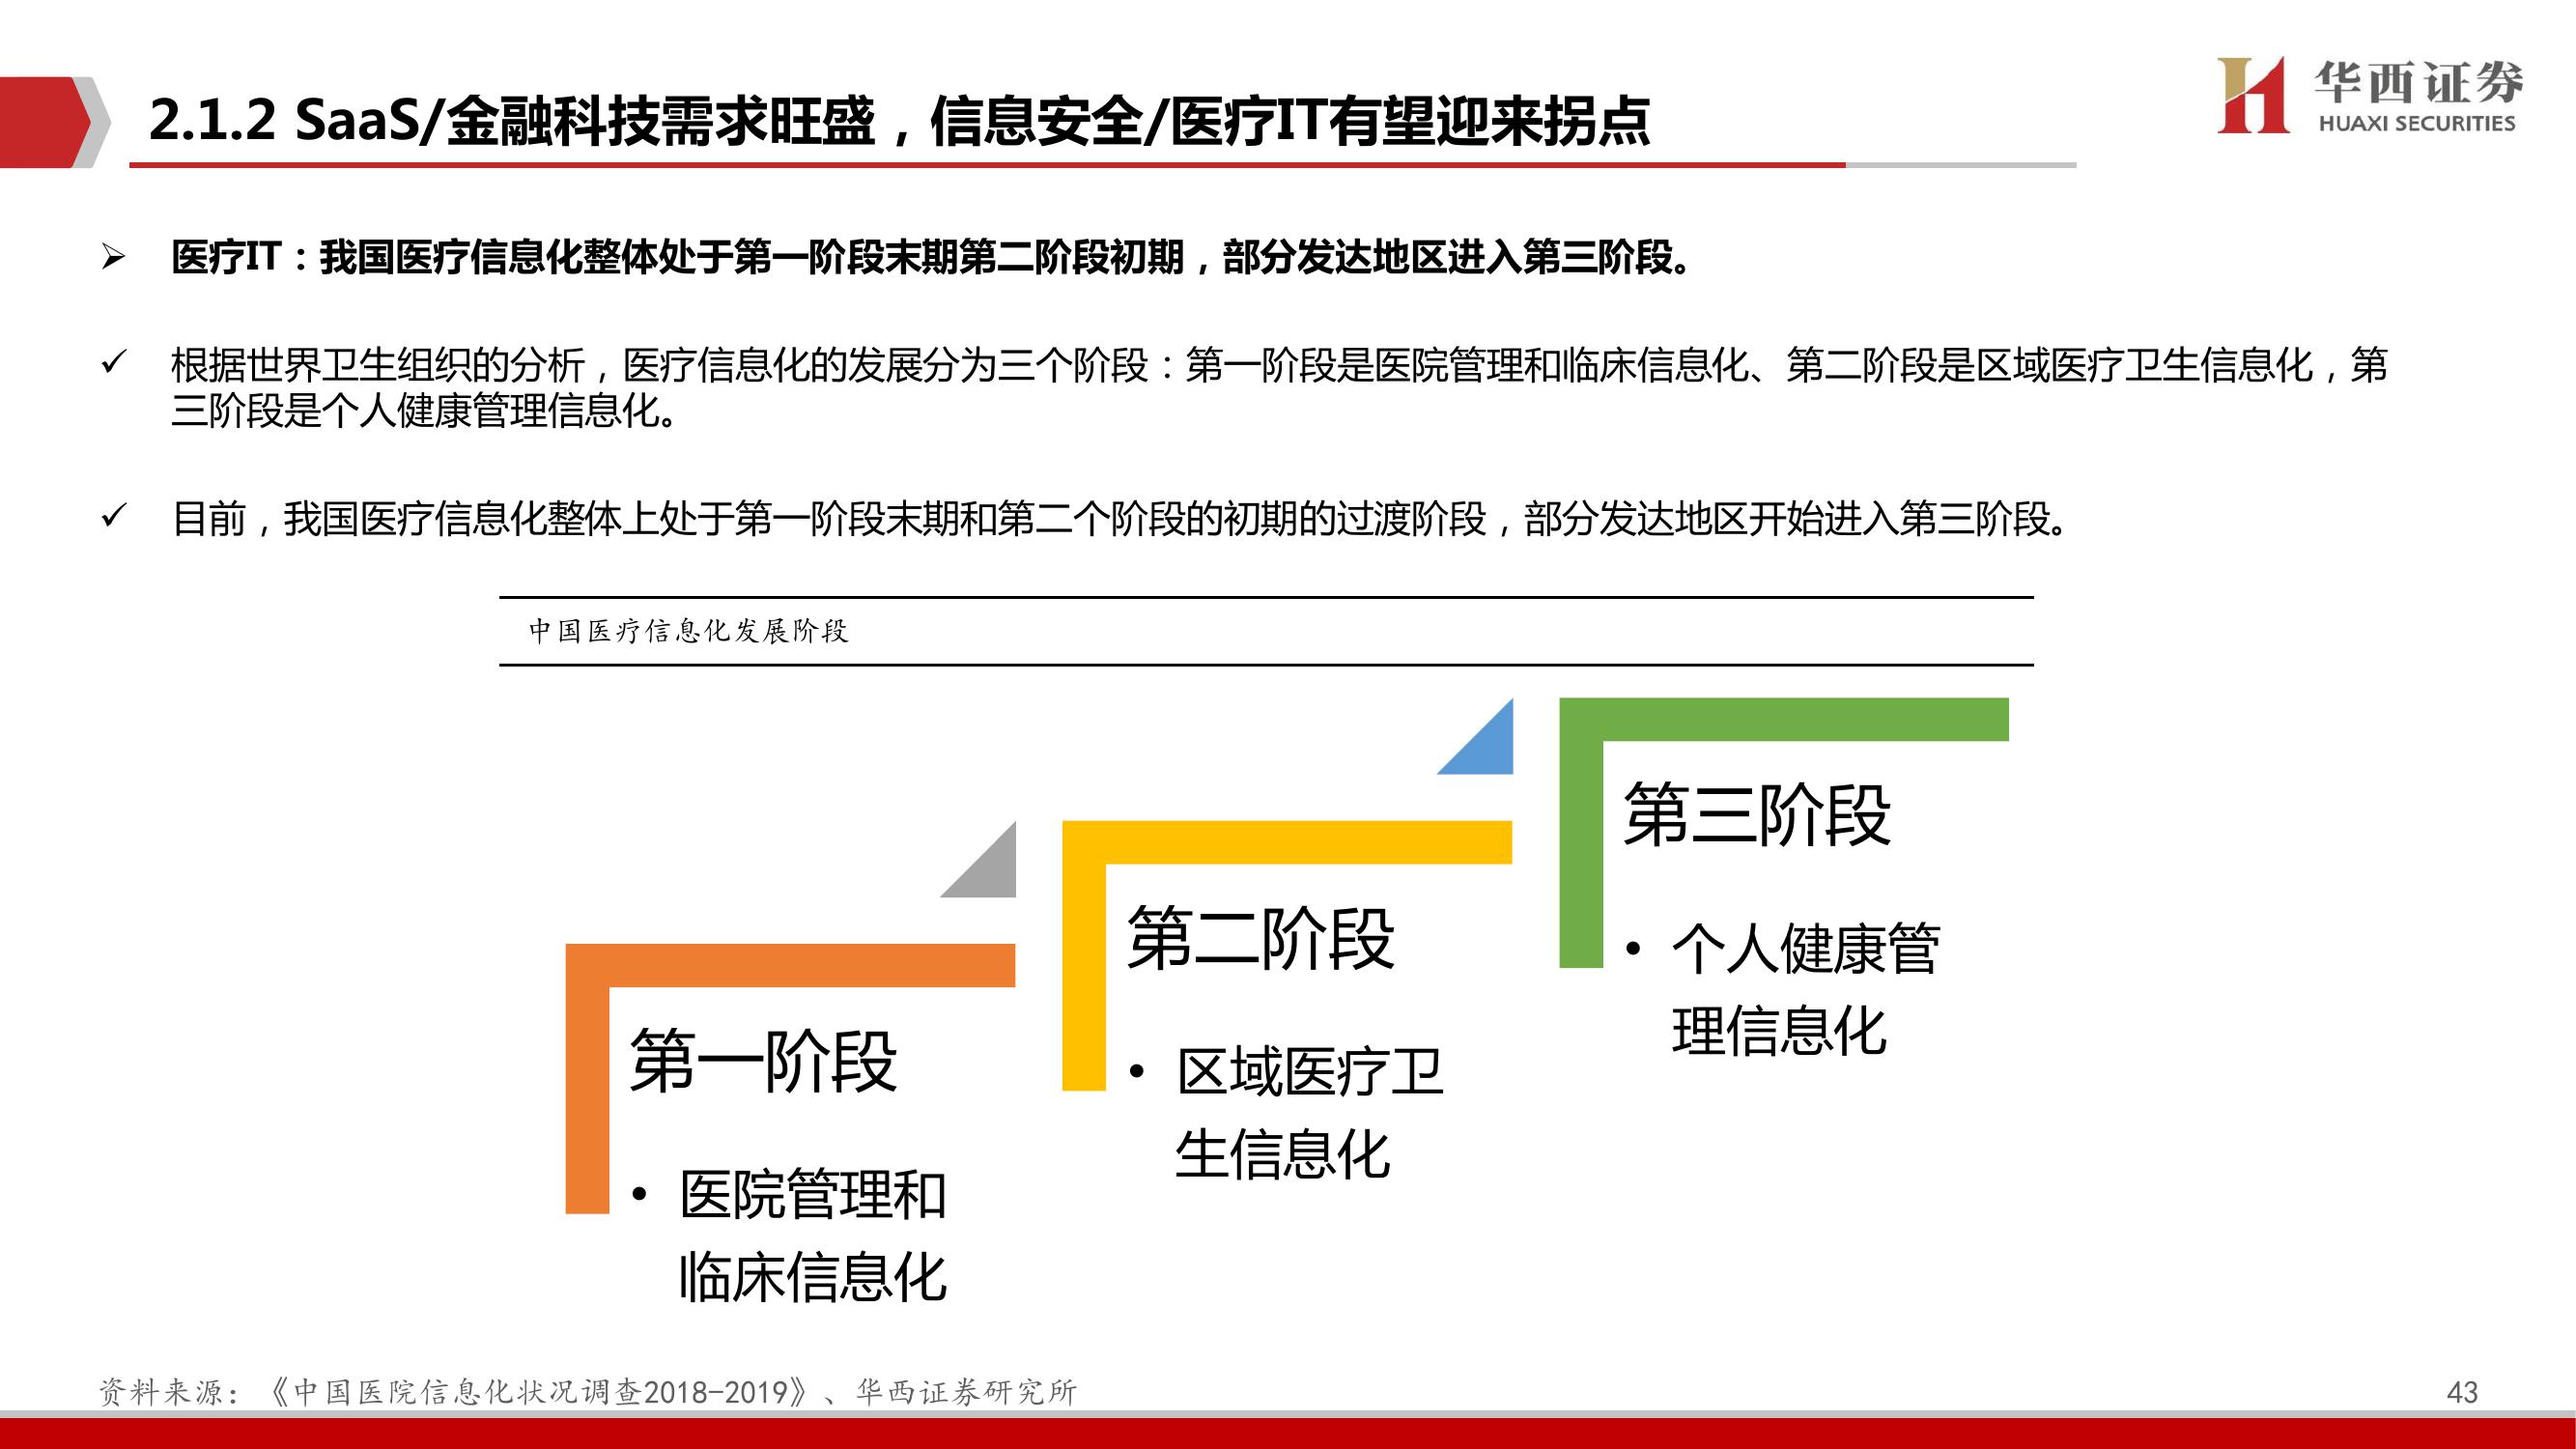 2.1.2 SaaS/金融科技需求旺盛，信息安全/医疗IT有望迎来拐点
华西证券
HUAXI SECURITIES
➢ 医疗IT：我国医疗信息化整体处于第一阶段末期第二阶段初期，部分发达地区进入第三阶段。
✓ 根据世界卫生组织的分析，医疗信息化的发展分为三个阶段：第一阶段是医院管理和临床信息化、第二阶段是区域医疗卫生信息化，第
三阶段是个人健康管理信息化。
✓ 目前，我国医疗信息化整体上处于第一阶段末期和第二个阶段的初期的过渡阶段，部分发达地区开始进入第三阶段。
中国医疗信息化发展阶段
第一阶段
• 医院管理和
临床信息化
第二阶段
• 区域医疗卫
生信息化
第三阶段
• 个人健康管
理信息化
资料来源：《中国医院信息化状况调查2018-2019》、华西证券研究所
43